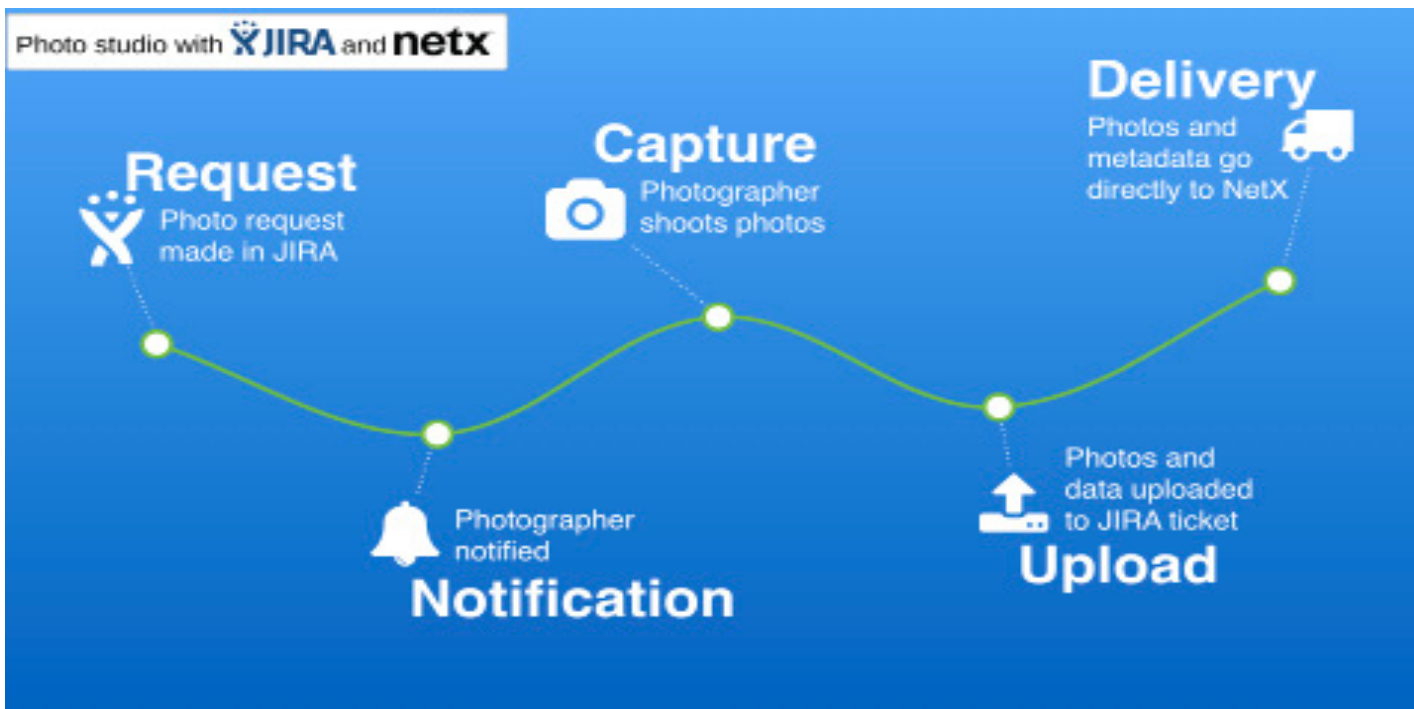 Photo studio with JIRA and netx
Request
Photo request
made in JIRA
Notification
Photographer
notified
Capture
Photographer
shoots photos
Upload
Photos and
data uploaded
to JIRA ticket
Delivery
Photos and
metadata go
directly to NetX